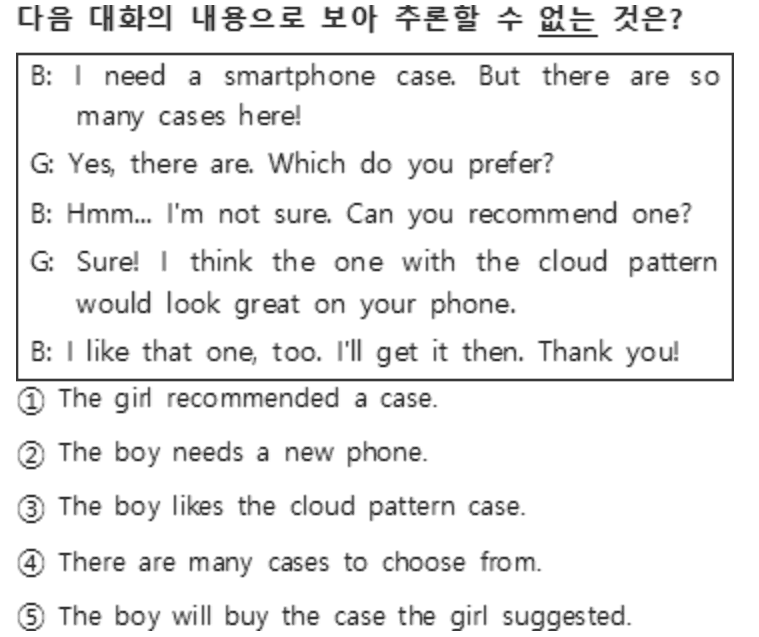 다음 대화의 내용으로 보아 추론할 수 없는 것은?
B: I need a smartphone case. But there are so
many cases here!
G: Yes, there are. Which do you prefer?
B: Hmm... I'm not sure. Can you recommend one?
G: Sure! I think the one with the cloud pattern
would look great on your phone.
B: I like that one, too. I'll get it then. Thank you!
① The girl recommended a case.
② The boy needs a new phone.
③ The boy likes the cloud pattern case.
④ There are many cases to choose from.
⑤ The boy will buy the case the girl suggested.